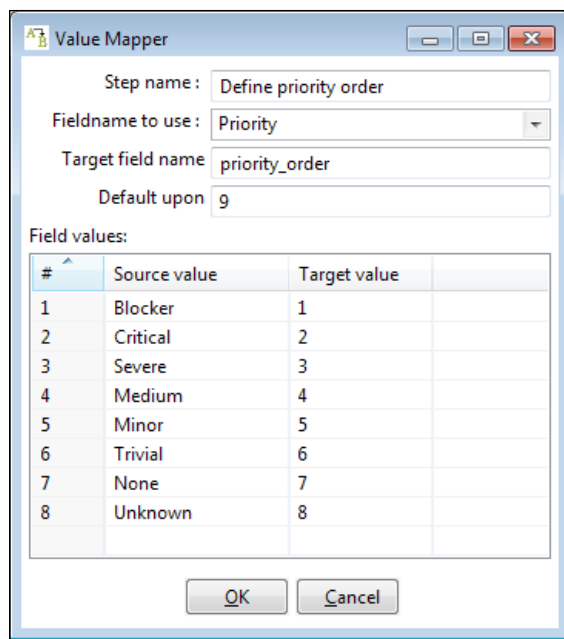 Value Mapper
Step name : Define priority order
Fieldname to use : Priority
Target field name priority_order
Default upon 9
Field values:
# Source value Target value
1 Blocker 1
2 Critical 2
3 Severe 3
4 Medium 4
5 Minor 5
6 Trivial 6
7 None 7
8 Unknown 8
OK Cancel